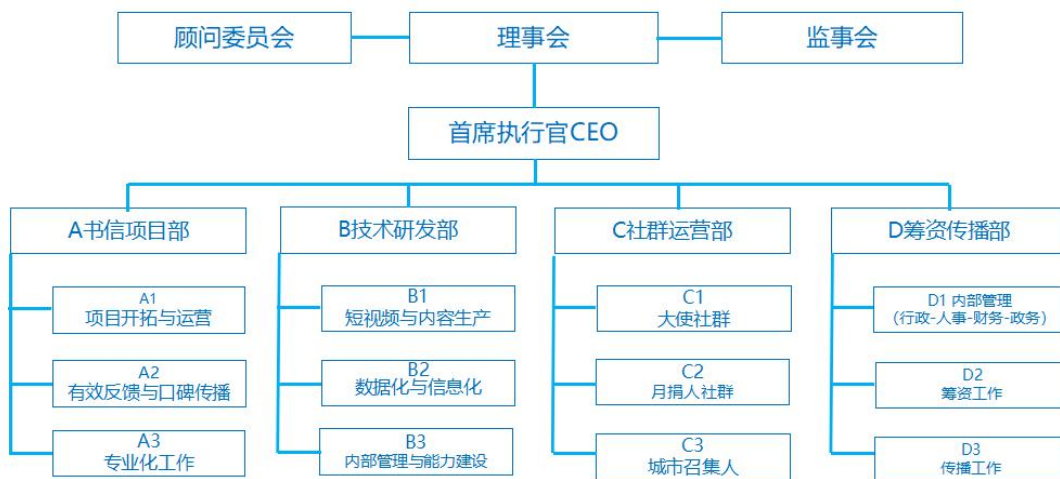 顾问委员会
理事会
监事会
首席执行官CEO
A书信项目部
B技术研发部
C社群运营部
D筹资传播部
A1
项目开拓与运营
B1
短视频与内容生产
C1
大使社群
D1 内部管理
(行政-人事-财务-政务)
A2
有效反馈与口碑传播
B2
数据化与信息化
C2
月捐人社群
D2
筹资工作
A3
专业化工作
B3
内部管理与能力建设
C3
城市召集人
D3
传播工作